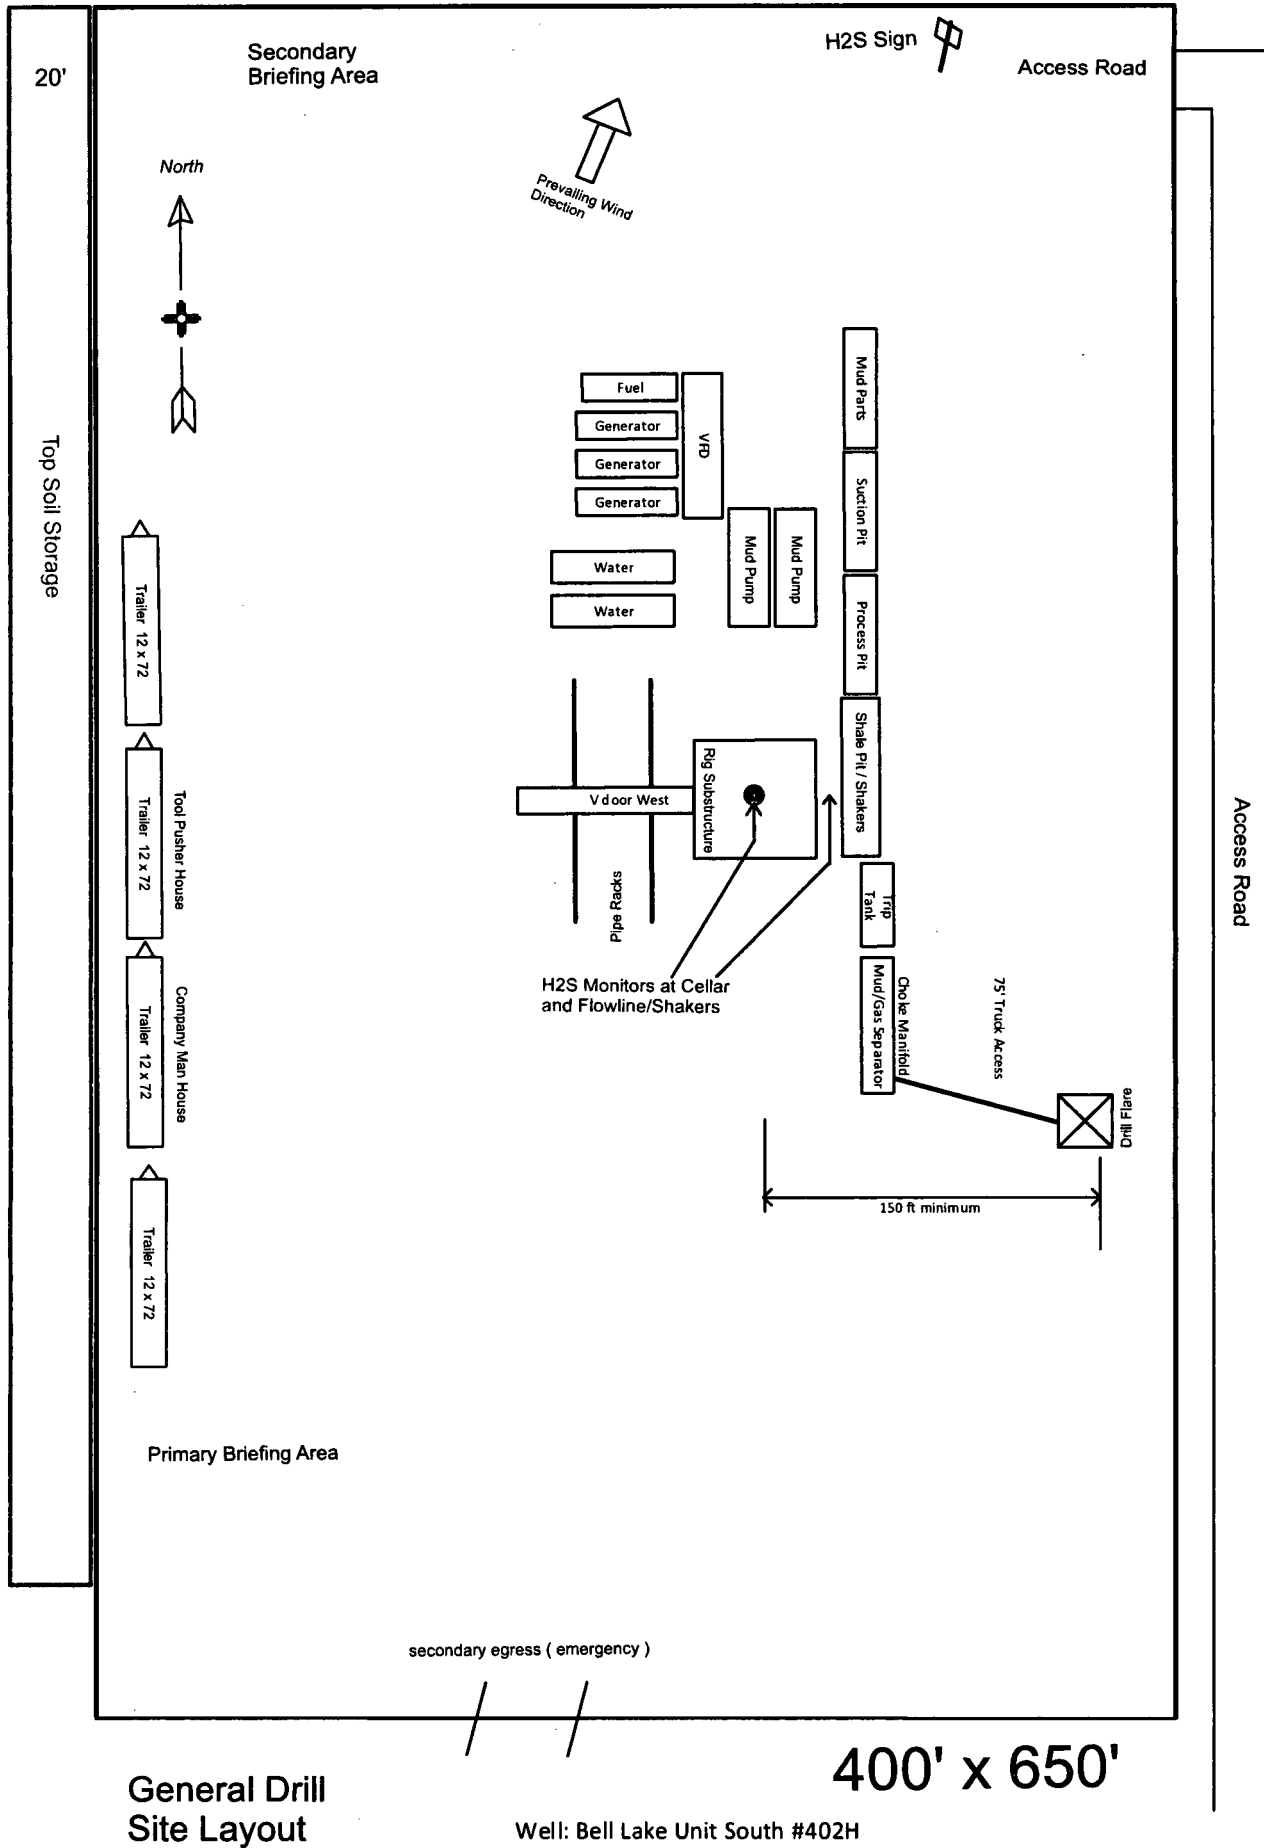 20'
Secondary
Briefing Area
H2S Sign
Access Road
North
Prevailing Wind
Direction
Top Soil Storage
Fuel
Generator
Generator
Generator
VFD
Water
Water
Mud Pump
Mud Pump
Mud Parts
Suction Pit
Process Pit
Shale Pit / Shakers
Trip
Tank
Rig Substructure
V door West
Pipe Racks
H2S Monitors at Cellar
and Flowline/Shakers
Choke Manifold
Mud/Gas Separator
75' Truck Access
Drill Flare
150 ft minimum
Access Road
Trailer 12 x 72
Tool Pusher House
Trailer 12 x 72
Company Man House
Trailer 12 x 72
Trailer 12 x 72
Primary Briefing Area
secondary egress ( emergency )
400' x 650'
General Drill
Site Layout
Well: Bell Lake Unit South #402H